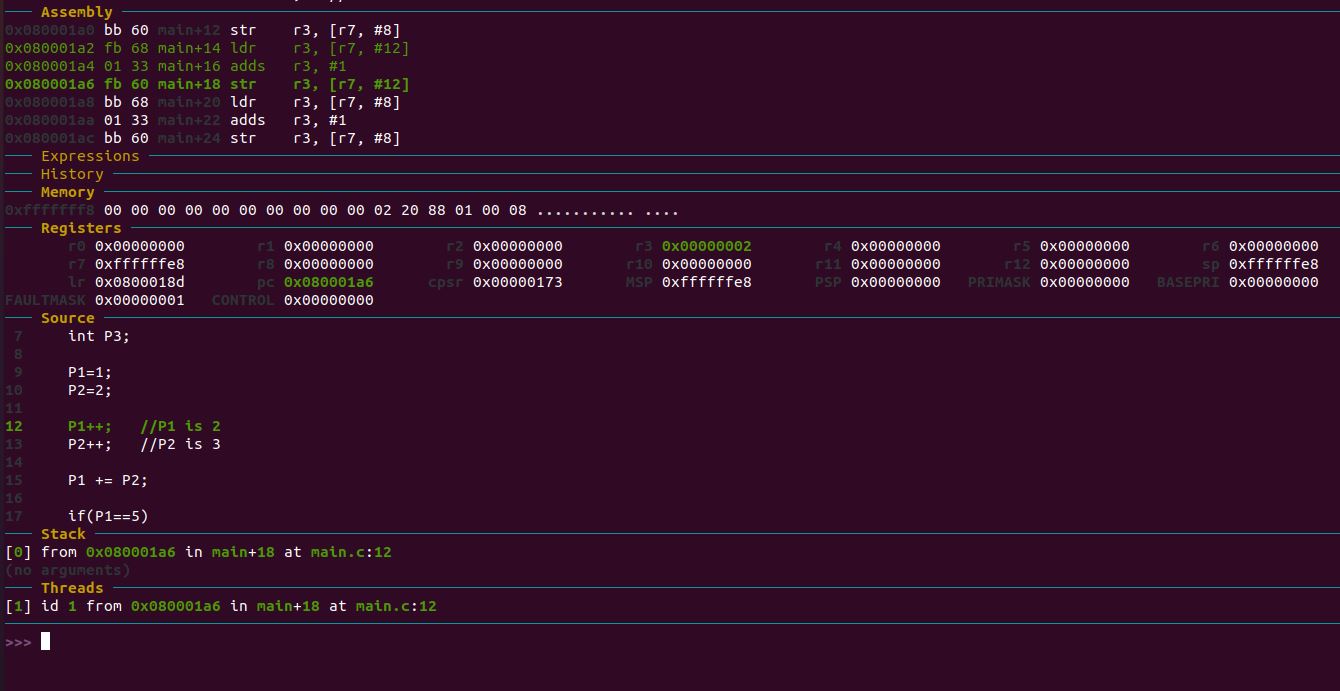 Assembly
0x080001a0 bb 60 main+12 str r3, [r7, #8]
0x080001a2 fb 68 main+14 ldr r3, [r7, #12]
0x080001a4 01 33 main+16 adds r3, #1
0x080001a6 fb 60 main+18 str r3, [r7, #12]
0x080001a8 bb 68 main+20 ldr r3, [r7, #8]
0x080001aa 01 33 main+22 adds r3, #1
0x080001ac bb 60 main+24 str r3, [r7, #8]
Expressions
History
Memory
0xfffffff8 00 00 00 00 00 00 00 00 00 00 02 20 88 01 00 08 ........... ....
Registers
r0 0x00000000 r1 0x00000000 r2 0x00000000 r3 0x00000002 r4 0x00000000 r5 0x00000000 r6 0x00000000
r7 0xffffffe8 r8 0x00000000 r9 0x00000000 r10 0x00000000 r11 0x00000000 r12 0x00000000 sp 0xffffffe8
lr 0x0800018d pc 0x080001a6 cpsr 0x00000173 MSP 0xffffffe8 PSP 0x00000000 PRIMASK 0x00000000 BASEPRI 0x00000000
FAULTMASK 0x00000001 CONTROL 0x00000000
Source
7 int P3;
8
9 P1=1;
10 P2=2;
11
12 P1++; //P1 is 2
13 P2++; //P2 is 3
14
15 P1 += P2;
16
17 if(P1==5)
Stack
[0] from 0x080001a6 in main+18 at main.c:12
(no arguments)
Threads
[1] id 1 from 0x080001a6 in main+18 at main.c:12
>>>